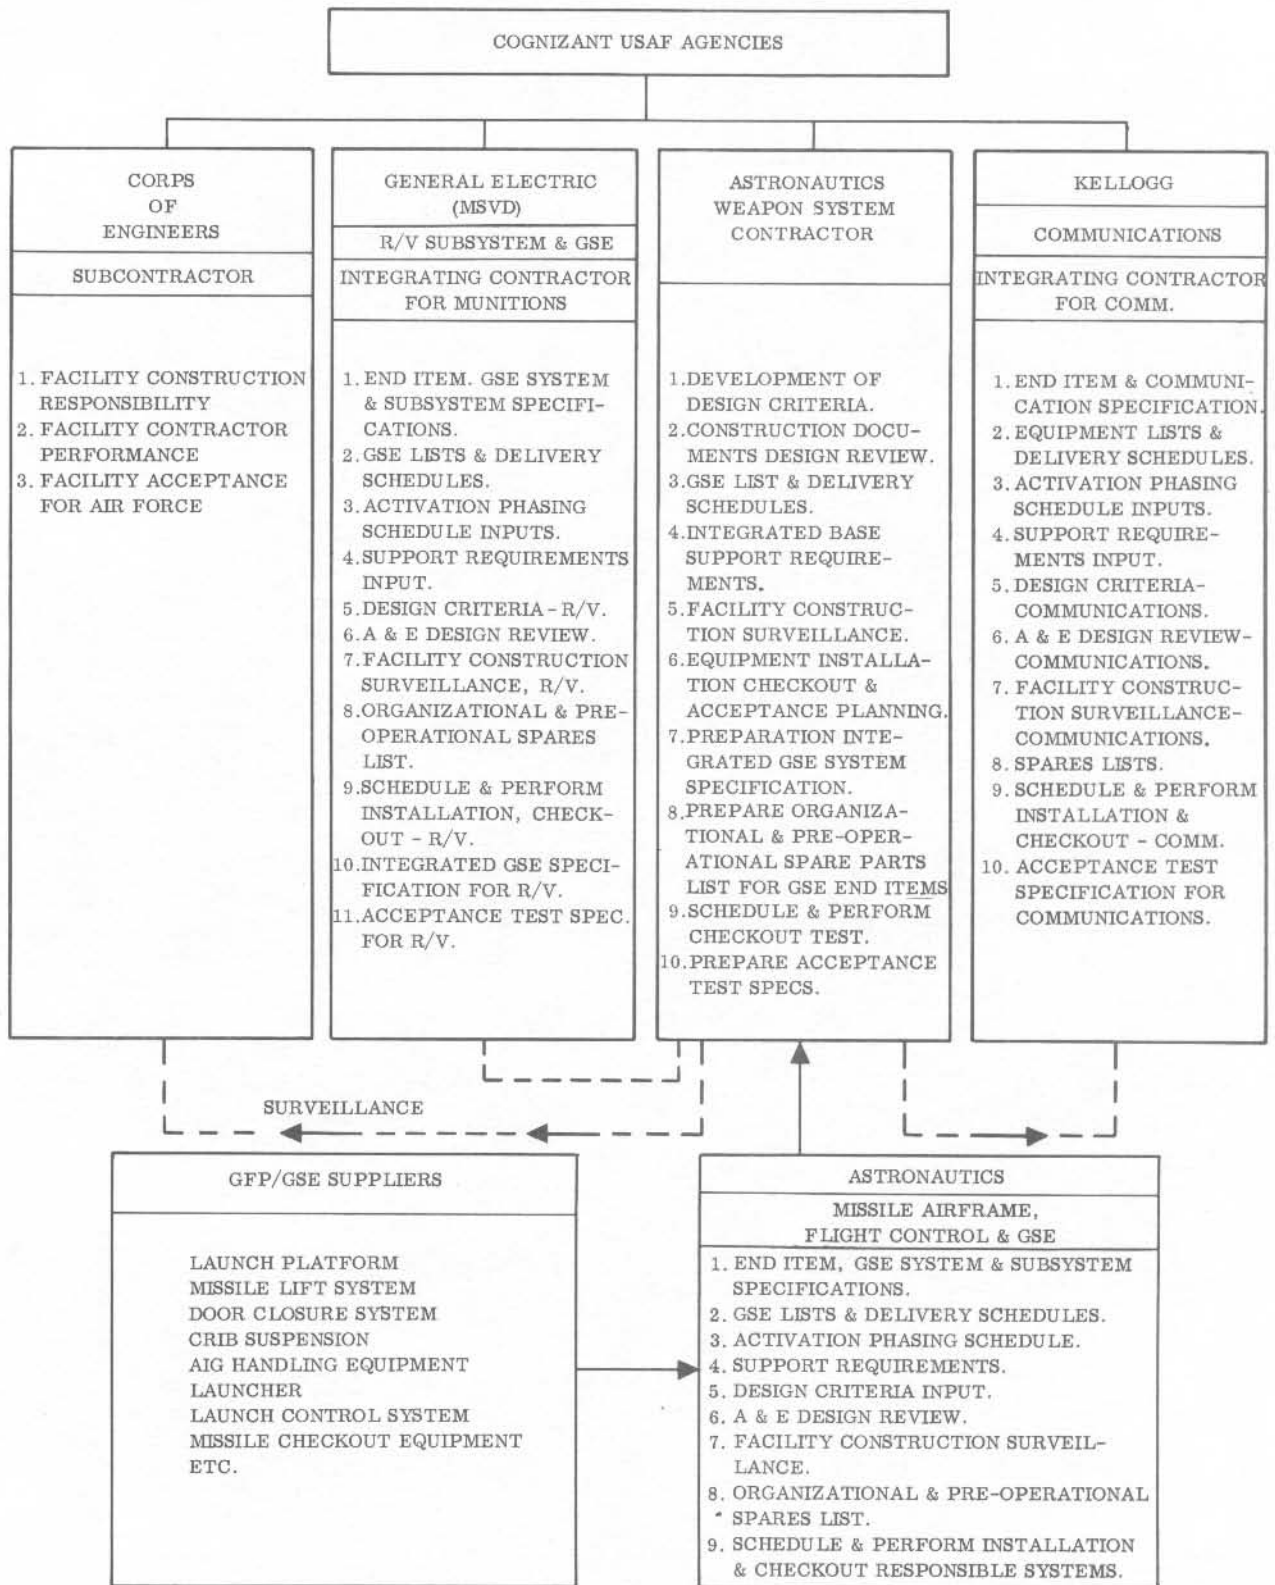 COGNIZANT USAF AGENCIES
CORPS
OF
ENGINEERS
SUBCONTRACTOR
1. FACILITY CONSTRUCTION
RESPONSIBILITY
2. FACILITY CONTRACTOR
PERFORMANCE
3. FACILITY ACCEPTANCE
FOR AIR FORCE
GENERAL ELECTRIC
(MSVD)
R/V SUBSYSTEM & GSE
INTEGRATING CONTRACTOR
FOR MUNITIONS
1. END ITEM. GSE SYSTEM
& SUBSYSTEM SPECIFI-
CATIONS.
2. GSE LISTS & DELIVERY
SCHEDULES.
3. ACTIVATION PHASING
SCHEDULE INPUTS.
4. SUPPORT REQUIREMENTS
INPUT.
5. DESIGN CRITERIA - R/V.
6. A & E DESIGN REVIEW.
7. FACILITY CONSTRUCTION
SURVEILLANCE, R/V.
8. ORGANIZATIONAL & PRE-
OPERATIONAL SPARES
LIST.
9. SCHEDULE & PERFORM
INSTALLATION, CHECK-
OUT - R/V.
10. INTEGRATED GSE SPECI-
FICATION FOR R/V.
11. ACCEPTANCE TEST SPEC.
FOR R/V.
ASTRONAUTICS
WEAPON SYSTEM
CONTRACTOR
1. DEVELOPMENT OF
DESIGN CRITERIA.
2. CONSTRUCTION DOCU-
MENTS DESIGN REVIEW.
3. GSE LIST & DELIVERY
SCHEDULES.
4. INTEGRATED BASE
SUPPORT REQUIRE-
MENTS.
5. FACILITY CONSTRUC-
TION SURVEILLANCE.
6. EQUIPMENT INSTALLA-
TION CHECKOUT &
ACCEPTANCE PLANNING.
7. PREPARATION INTE-
GRATED GSE SYSTEM
SPECIFICATION.
8. PREPARE ORGANIZA-
TIONAL & PRE-OPER-
ATIONAL SPARE PARTS
LIST FOR GSE END ITEMS
9. SCHEDULE & PERFORM
CHECKOUT TEST.
10. PREPARE ACCEPTANCE
TEST SPECS.
KELLOGG
COMMUNICATIONS
INTEGRATING CONTRACTOR
FOR COMM.
1. END ITEM & COMMUNI-
CATION SPECIFICATION.
2. EQUIPMENT LISTS &
DELIVERY SCHEDULES.
3. ACTIVATION PHASING
SCHEDULE INPUTS.
4. SUPPORT REQUIRE-
MENTS INPUT.
5. DESIGN CRITERIA-
COMMUNICATIONS.
6. A & E DESIGN REVIEW-
COMMUNICATIONS.
7. FACILITY CONSTRUC-
TION SURVEILLANCE-
COMMUNICATIONS.
8. SPARES LISTS.
9. SCHEDULE & PERFORM
INSTALLATION &
CHECKOUT - COMM.
10. ACCEPTANCE TEST
SPECIFICATION FOR
COMMUNICATIONS.
SURVEILLANCE
GFP/GSE SUPPLIERS
LAUNCH PLATFORM
MISSILE LIFT SYSTEM
DOOR CLOSURE SYSTEM
CRIB SUSPENSION
AIG HANDLING EQUIPMENT
LAUNCHER
LAUNCH CONTROL SYSTEM
MISSILE CHECKOUT EQUIPMENT
ETC.
ASTRONAUTICS
MISSILE AIRFRAME,
FLIGHT CONTROL & GSE
1. END ITEM, GSE SYSTEM & SUBSYSTEM
SPECIFICATIONS.
2. GSE LISTS & DELIVERY SCHEDULES.
3. ACTIVATION PHASING SCHEDULE.
4. SUPPORT REQUIREMENTS.
5. DESIGN CRITERIA INPUT.
6. A & E DESIGN REVIEW.
7. FACILITY CONSTRUCTION SURVEIL-
LANCE.
8. ORGANIZATIONAL & PRE-OPERATIONAL
SPARES LIST.
9. SCHEDULE & PERFORM INSTALLATION
& CHECKOUT RESPONSIBLE SYSTEMS.